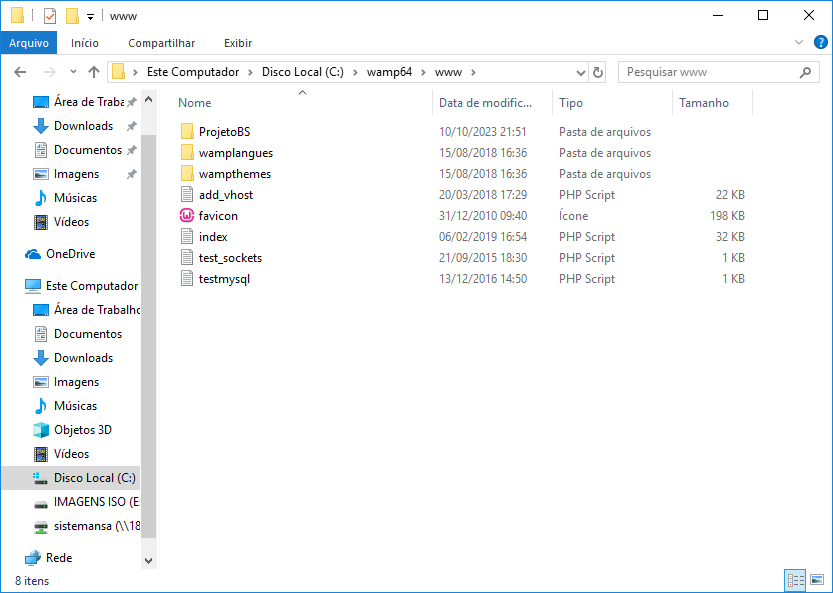 www
Arquivo Início Compartilhar Exibir
Este Computador Disco Local (C:) wamp64 www
Pesquisar www
Nome Data de modific... Tipo Tamanho
ProjetoBS 10/10/2023 21:51 Pasta de arquivos
wamplangues 15/08/2018 16:36 Pasta de arquivos
wampthemes 15/08/2018 16:36 Pasta de arquivos
add_vhost 20/03/2018 17:29 PHP Script 22 KB
favicon 31/12/2010 09:40 Ícone 198 KB
index 06/02/2019 16:54 PHP Script 32 KB
test_sockets 21/09/2015 18:30 PHP Script 1 KB
testmysql 13/12/2016 14:50 PHP Script 1 KB
Área de Traba
Downloads
Documentos
Imagens
Músicas
Vídeos
OneDrive
Este Computador
Área de Trabalho
Documentos
Downloads
Imagens
Músicas
Objetos 3D
Vídeos
Disco Local (C:)
IMAGENS ISO (E
sistemansa (\\18
Rede
8 itens